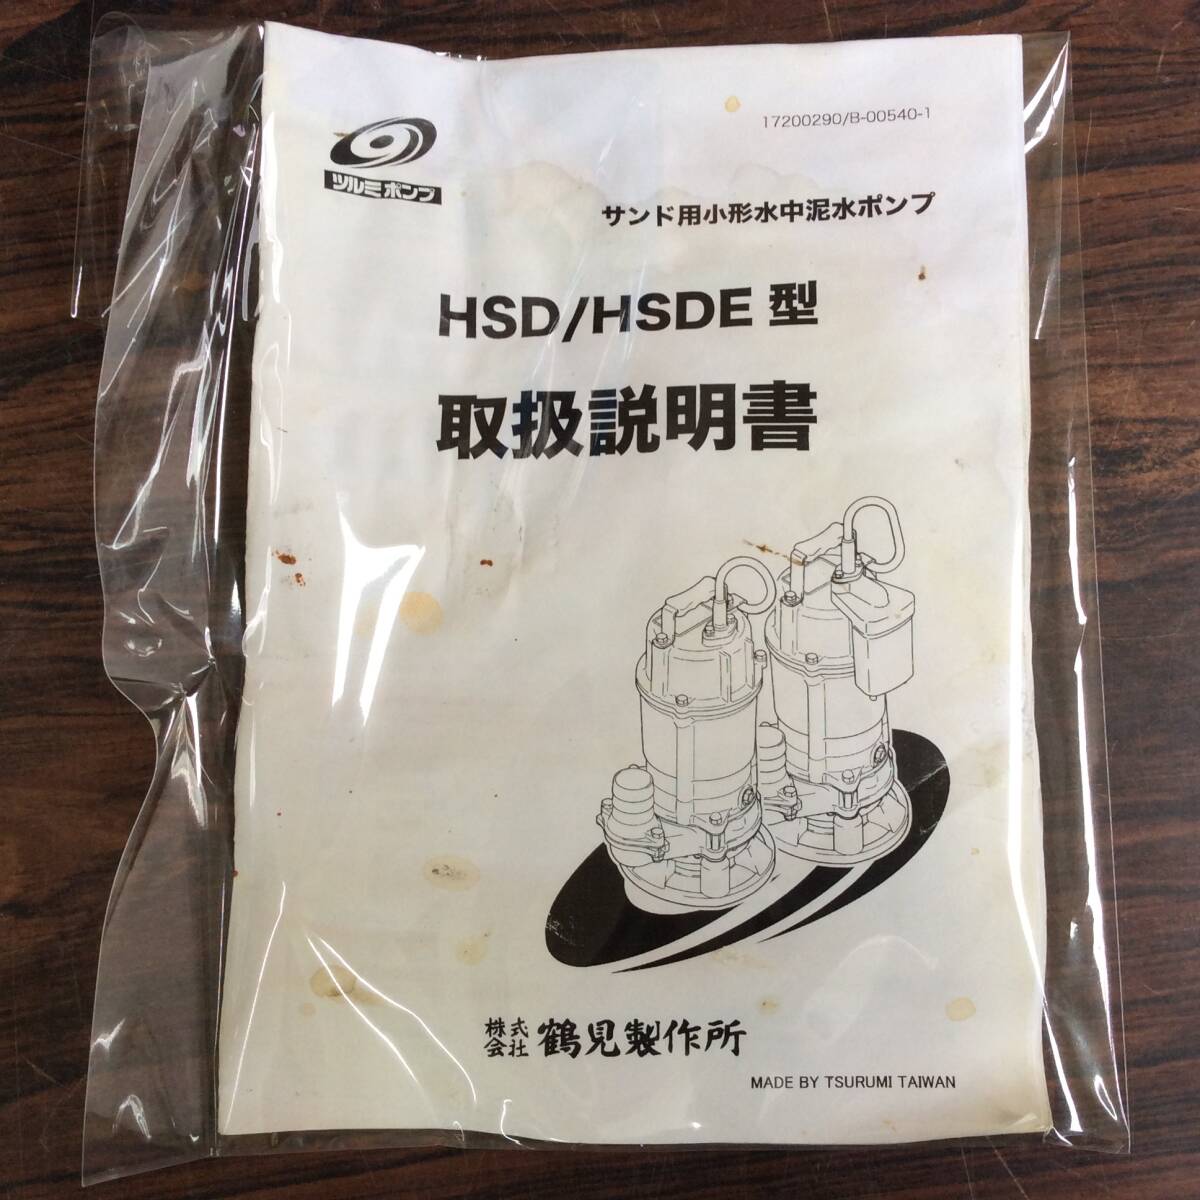 17200290/B-00540-1
ツルミポンプ
サンド用小形水中泥水ポンプ
HSD/HSDE 型
取扱説明書
株式会社 鶴見製作所
MADE BY TSURUMI TAIWAN